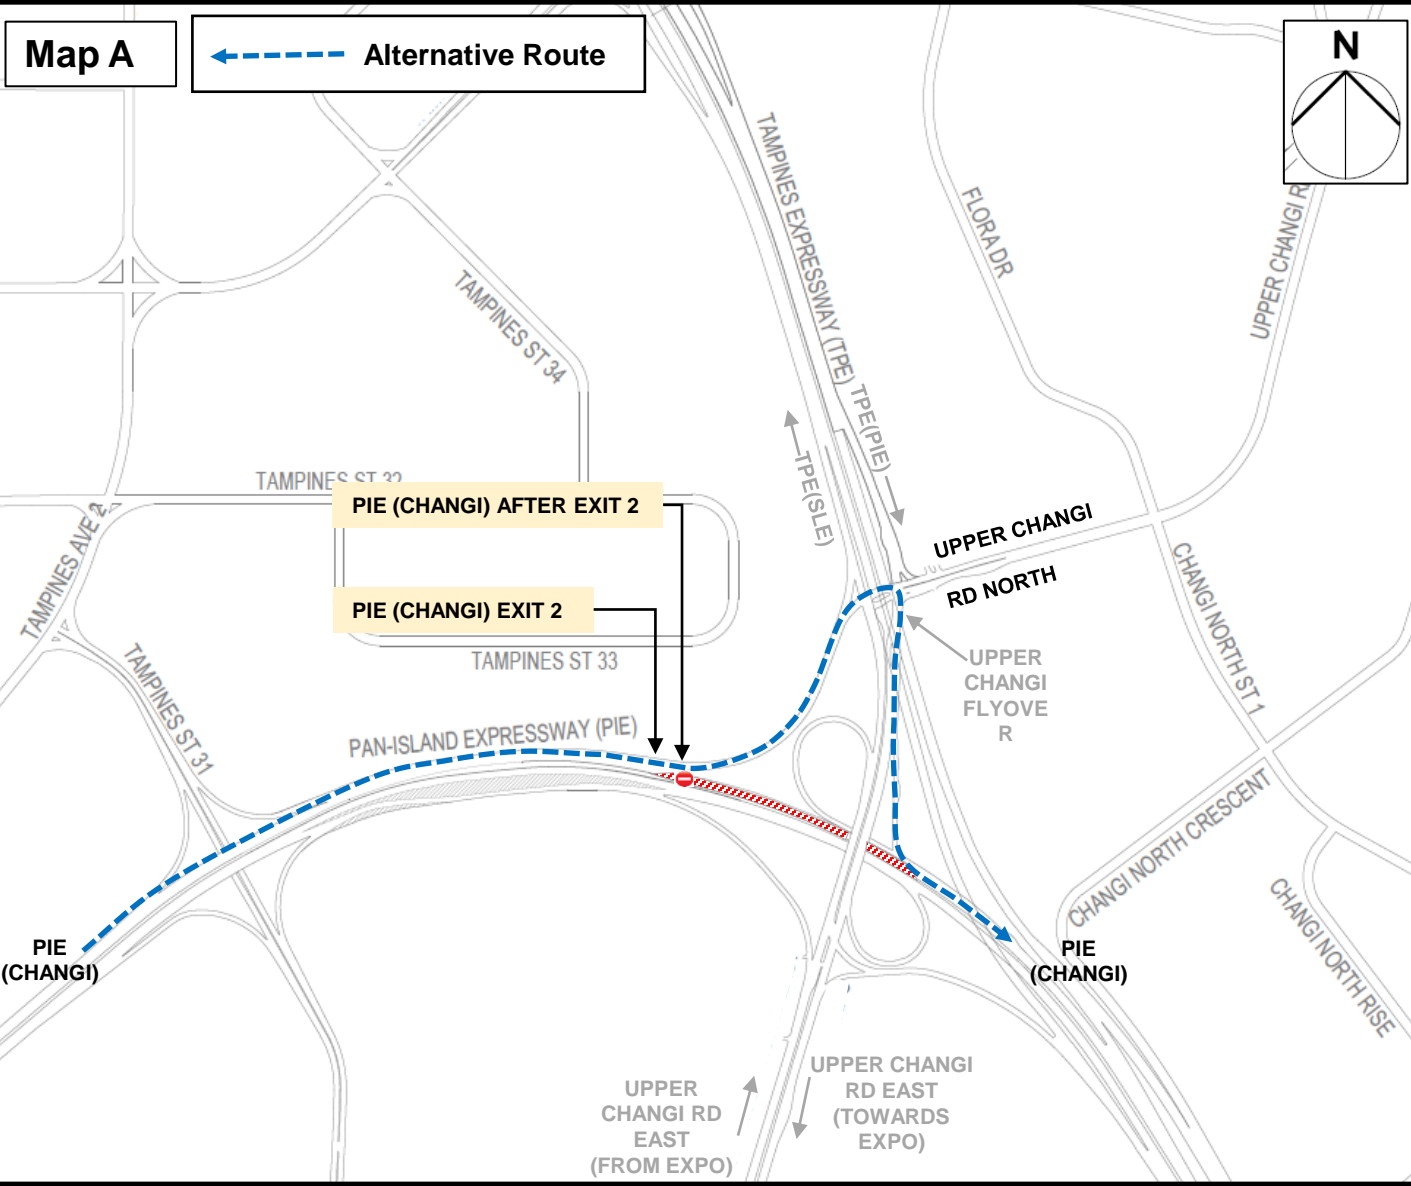 Map A
Alternative Route
N
TAMPINES EXPRESSWAY (TPE)
FLORA DR
UPPER CHANGI R
TAMPINES ST 34
TPE(PIE)
TPE(SLE)
TAMPINES ST 32
PIE (CHANGI) AFTER EXIT 2
TAMPINES AVE 2
UPPER CHANGI
RD NORTH
PIE (CHANGI) EXIT 2
TAMPINES ST 33
TAMPINES ST 31
CHANGI NORTH ST 1
UPPER
CHANGI
FLYOVE
R
PAN-ISLAND EXPRESSWAY (PIE)
CHANGI NORTH CRESCENT
CHANGI NORTH RISE
PIE
(CHANGI)
PIE
(CHANGI)
UPPER
CHANGI RD
EAST
(FROM EXPO)
UPPER CHANGI
RD EAST
(TOWARDS
EXPO)